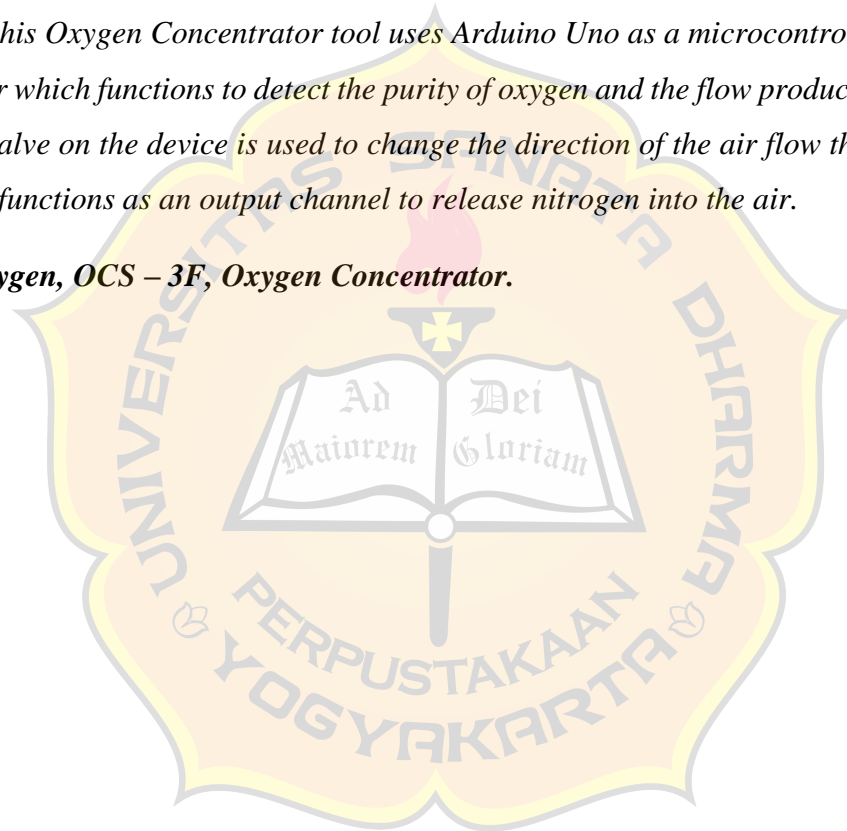 his Oxygen Concentrator tool uses Arduino Uno as a microcontro
r which functions to detect the purity of oxygen and the flow produc
alve on the device is used to change the direction of the air flow th
functions as an output channel to release nitrogen into the air.
ygen, OCS – 3F, Oxygen Concentrator.
UNIVERSITAS SANATA DHARMA
Ad Dei
Maiorem Gloriam
PERPUSTAKAAN
YOGYAKARTA